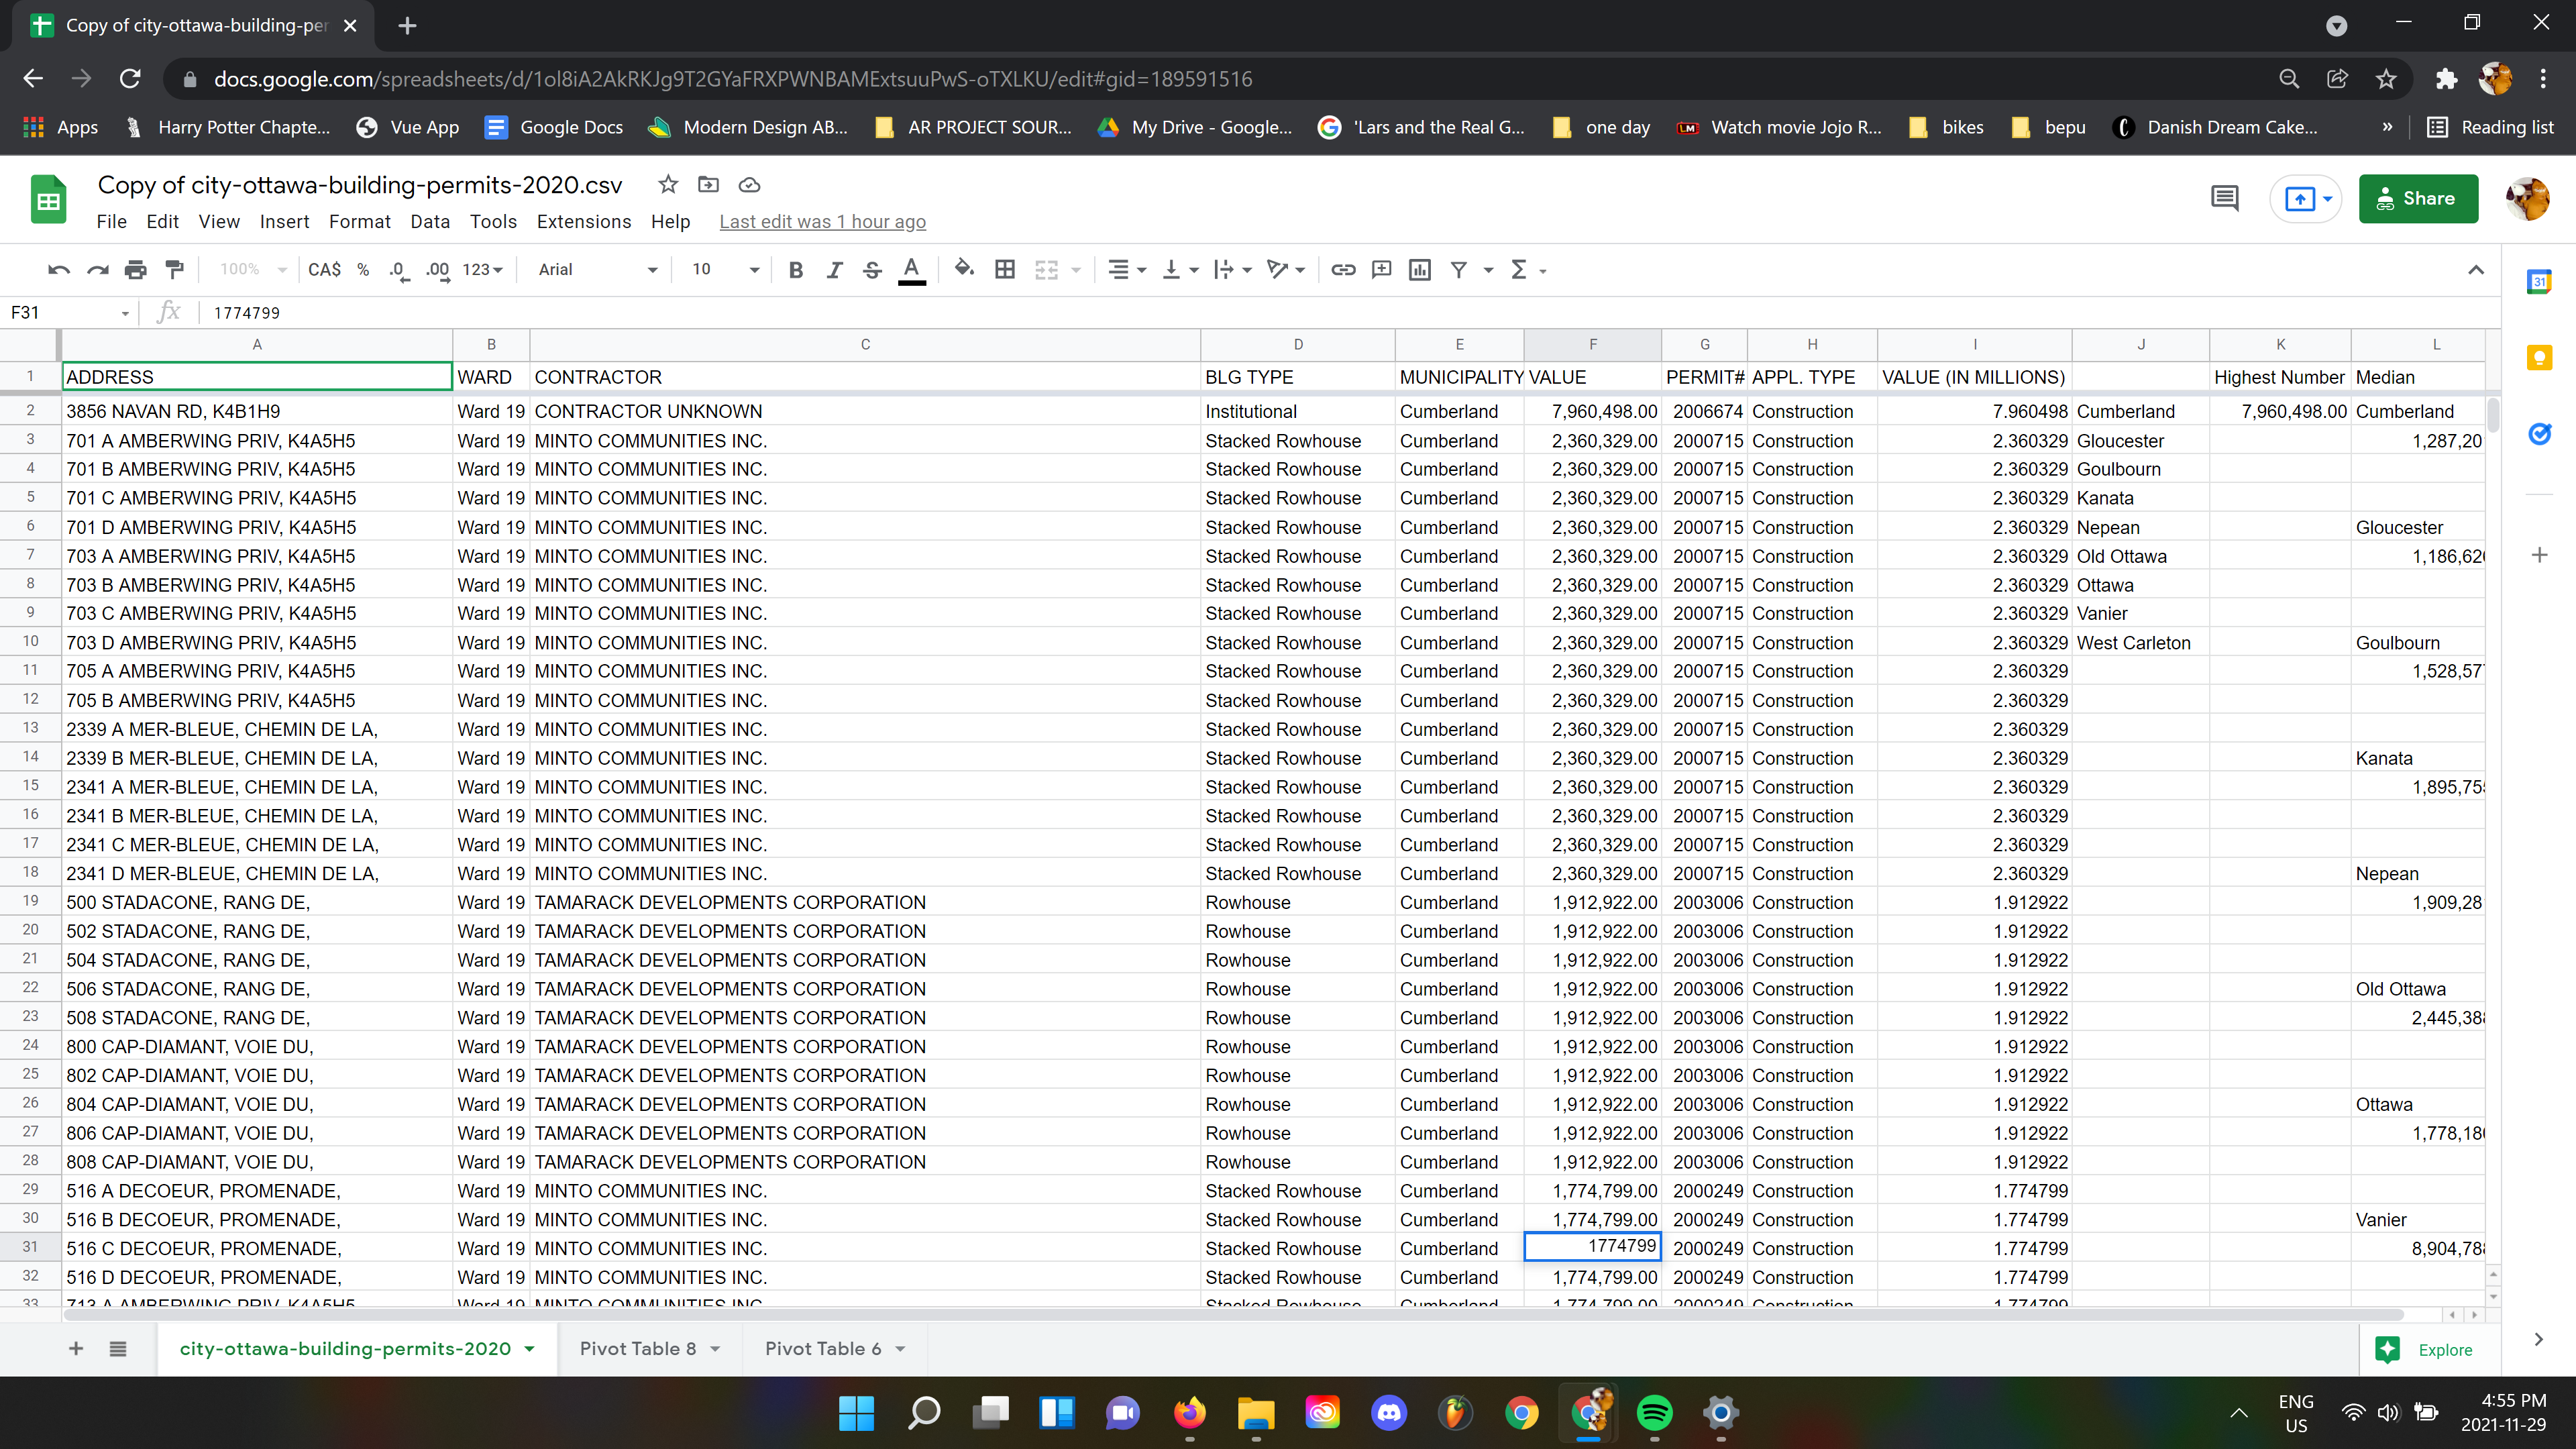 Copy of city-ottawa-building-per
docs.google.com/spreadsheets/d/1ol8iA2AkRKJg9T2GYaFRXPWNBAMExtsuuPwS-oTXLKU/edit#gid=189591516
Apps Harry Potter Chapte... Vue App Google Docs Modern Design AB... AR PROJECT SOUR... My Drive - Google... 'Lars and the Real G... one day LM Watch movie Jojo R... bikes bepu Danish Dream Cake... » Reading list
Copy of city-ottawa-building-permits-2020.csv
File Edit View Insert Format Data Tools Extensions Help Last edit was 1 hour ago
Share
100% CA$ % .0 .00 123 Arial 10 B I S A Σ
31
F31 fx 1774799
A B C D E F G H I J K L
1 ADDRESS WARD CONTRACTOR BLG TYPE MUNICIPALITY VALUE PERMIT# APPL. TYPE VALUE (IN MILLIONS) Highest Number Median
2 3856 NAVAN RD, K4B1H9 Ward 19 CONTRACTOR UNKNOWN Institutional Cumberland 7,960,498.00 2006674 Construction 7.960498 Cumberland 7,960,498.00 Cumberland
3 701 A AMBERWING PRIV, K4A5H5 Ward 19 MINTO COMMUNITIES INC. Stacked Rowhouse Cumberland 2,360,329.00 2000715 Construction 2.360329 Gloucester 1,287,20
4 701 B AMBERWING PRIV, K4A5H5 Ward 19 MINTO COMMUNITIES INC. Stacked Rowhouse Cumberland 2,360,329.00 2000715 Construction 2.360329 Goulbourn
5 701 C AMBERWING PRIV, K4A5H5 Ward 19 MINTO COMMUNITIES INC. Stacked Rowhouse Cumberland 2,360,329.00 2000715 Construction 2.360329 Kanata
6 701 D AMBERWING PRIV, K4A5H5 Ward 19 MINTO COMMUNITIES INC. Stacked Rowhouse Cumberland 2,360,329.00 2000715 Construction 2.360329 Nepean Gloucester
7 703 A AMBERWING PRIV, K4A5H5 Ward 19 MINTO COMMUNITIES INC. Stacked Rowhouse Cumberland 2,360,329.00 2000715 Construction 2.360329 Old Ottawa 1,186,62
8 703 B AMBERWING PRIV, K4A5H5 Ward 19 MINTO COMMUNITIES INC. Stacked Rowhouse Cumberland 2,360,329.00 2000715 Construction 2.360329 Ottawa
9 703 C AMBERWING PRIV, K4A5H5 Ward 19 MINTO COMMUNITIES INC. Stacked Rowhouse Cumberland 2,360,329.00 2000715 Construction 2.360329 Vanier
10 703 D AMBERWING PRIV, K4A5H5 Ward 19 MINTO COMMUNITIES INC. Stacked Rowhouse Cumberland 2,360,329.00 2000715 Construction 2.360329 West Carleton Goulbourn
11 705 A AMBERWING PRIV, K4A5H5 Ward 19 MINTO COMMUNITIES INC. Stacked Rowhouse Cumberland 2,360,329.00 2000715 Construction 2.360329 1,528,57
12 705 B AMBERWING PRIV, K4A5H5 Ward 19 MINTO COMMUNITIES INC. Stacked Rowhouse Cumberland 2,360,329.00 2000715 Construction 2.360329
13 2339 A MER-BLEUE, CHEMIN DE LA, Ward 19 MINTO COMMUNITIES INC. Stacked Rowhouse Cumberland 2,360,329.00 2000715 Construction 2.360329
14 2339 B MER-BLEUE, CHEMIN DE LA, Ward 19 MINTO COMMUNITIES INC. Stacked Rowhouse Cumberland 2,360,329.00 2000715 Construction 2.360329 Kanata
15 2341 A MER-BLEUE, CHEMIN DE LA, Ward 19 MINTO COMMUNITIES INC. Stacked Rowhouse Cumberland 2,360,329.00 2000715 Construction 2.360329 1,895,75
16 2341 B MER-BLEUE, CHEMIN DE LA, Ward 19 MINTO COMMUNITIES INC. Stacked Rowhouse Cumberland 2,360,329.00 2000715 Construction 2.360329
17 2341 C MER-BLEUE, CHEMIN DE LA, Ward 19 MINTO COMMUNITIES INC. Stacked Rowhouse Cumberland 2,360,329.00 2000715 Construction 2.360329
18 2341 D MER-BLEUE, CHEMIN DE LA, Ward 19 MINTO COMMUNITIES INC. Stacked Rowhouse Cumberland 2,360,329.00 2000715 Construction 2.360329 Nepean
19 500 STADACONE, RANG DE, Ward 19 TAMARACK DEVELOPMENTS CORPORATION Rowhouse Cumberland 1,912,922.00 2003006 Construction 1.912922 1,909,28
20 502 STADACONE, RANG DE, Ward 19 TAMARACK DEVELOPMENTS CORPORATION Rowhouse Cumberland 1,912,922.00 2003006 Construction 1.912922
21 504 STADACONE, RANG DE, Ward 19 TAMARACK DEVELOPMENTS CORPORATION Rowhouse Cumberland 1,912,922.00 2003006 Construction 1.912922
22 506 STADACONE, RANG DE, Ward 19 TAMARACK DEVELOPMENTS CORPORATION Rowhouse Cumberland 1,912,922.00 2003006 Construction 1.912922 Old Ottawa
23 508 STADACONE, RANG DE, Ward 19 TAMARACK DEVELOPMENTS CORPORATION Rowhouse Cumberland 1,912,922.00 2003006 Construction 1.912922 2,445,38
24 800 CAP-DIAMANT, VOIE DU, Ward 19 TAMARACK DEVELOPMENTS CORPORATION Rowhouse Cumberland 1,912,922.00 2003006 Construction 1.912922
25 802 CAP-DIAMANT, VOIE DU, Ward 19 TAMARACK DEVELOPMENTS CORPORATION Rowhouse Cumberland 1,912,922.00 2003006 Construction 1.912922
26 804 CAP-DIAMANT, VOIE DU, Ward 19 TAMARACK DEVELOPMENTS CORPORATION Rowhouse Cumberland 1,912,922.00 2003006 Construction 1.912922 Ottawa
27 806 CAP-DIAMANT, VOIE DU, Ward 19 TAMARACK DEVELOPMENTS CORPORATION Rowhouse Cumberland 1,912,922.00 2003006 Construction 1.912922 1,778,18
28 808 CAP-DIAMANT, VOIE DU, Ward 19 TAMARACK DEVELOPMENTS CORPORATION Rowhouse Cumberland 1,912,922.00 2003006 Construction 1.912922
29 516 A DECOEUR, PROMENADE, Ward 19 MINTO COMMUNITIES INC. Stacked Rowhouse Cumberland 1,774,799.00 2000249 Construction 1.774799
30 516 B DECOEUR, PROMENADE, Ward 19 MINTO COMMUNITIES INC. Stacked Rowhouse Cumberland 1,774,799.00 2000249 Construction 1.774799 Vanier
31 516 C DECOEUR, PROMENADE, Ward 19 MINTO COMMUNITIES INC. Stacked Rowhouse Cumberland 1774799 2000249 Construction 1.774799 8,904,78
32 516 D DECOEUR, PROMENADE, Ward 19 MINTO COMMUNITIES INC. Stacked Rowhouse Cumberland 1,774,799.00 2000249 Construction 1.774799
33 713 A AMBERWING PRIV, K4A5H5 Ward 19 MINTO COMMUNITIES INC. Stacked Rowhouse Cumberland 1,774,799.00 2000249 Construction 1.774799
city-ottawa-building-permits-2020 Pivot Table 8 Pivot Table 6 Explore
ENG 4:55 PM
US 2021-11-29